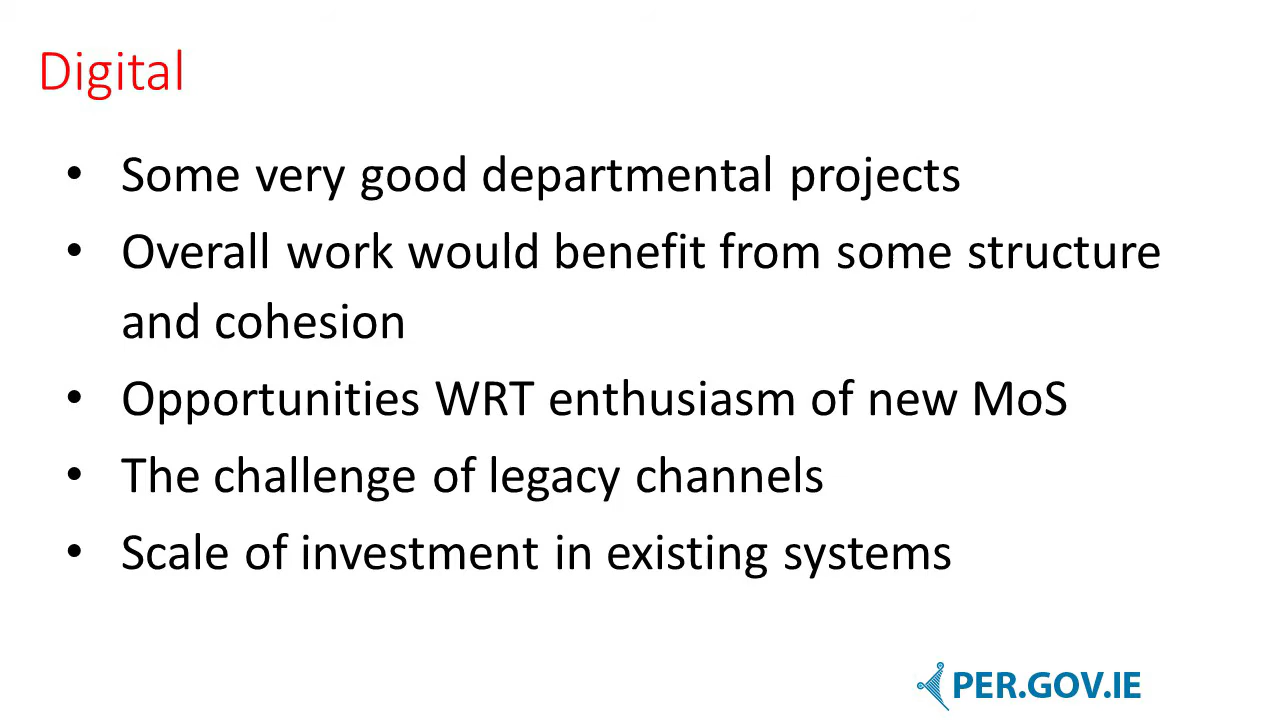 Digital
• Some very good departmental projects
• Overall work would benefit from some structure
and cohesion
• Opportunities WRT enthusiasm of new MoS
• The challenge of legacy channels
• Scale of investment in existing systems
PER.GOV.IE